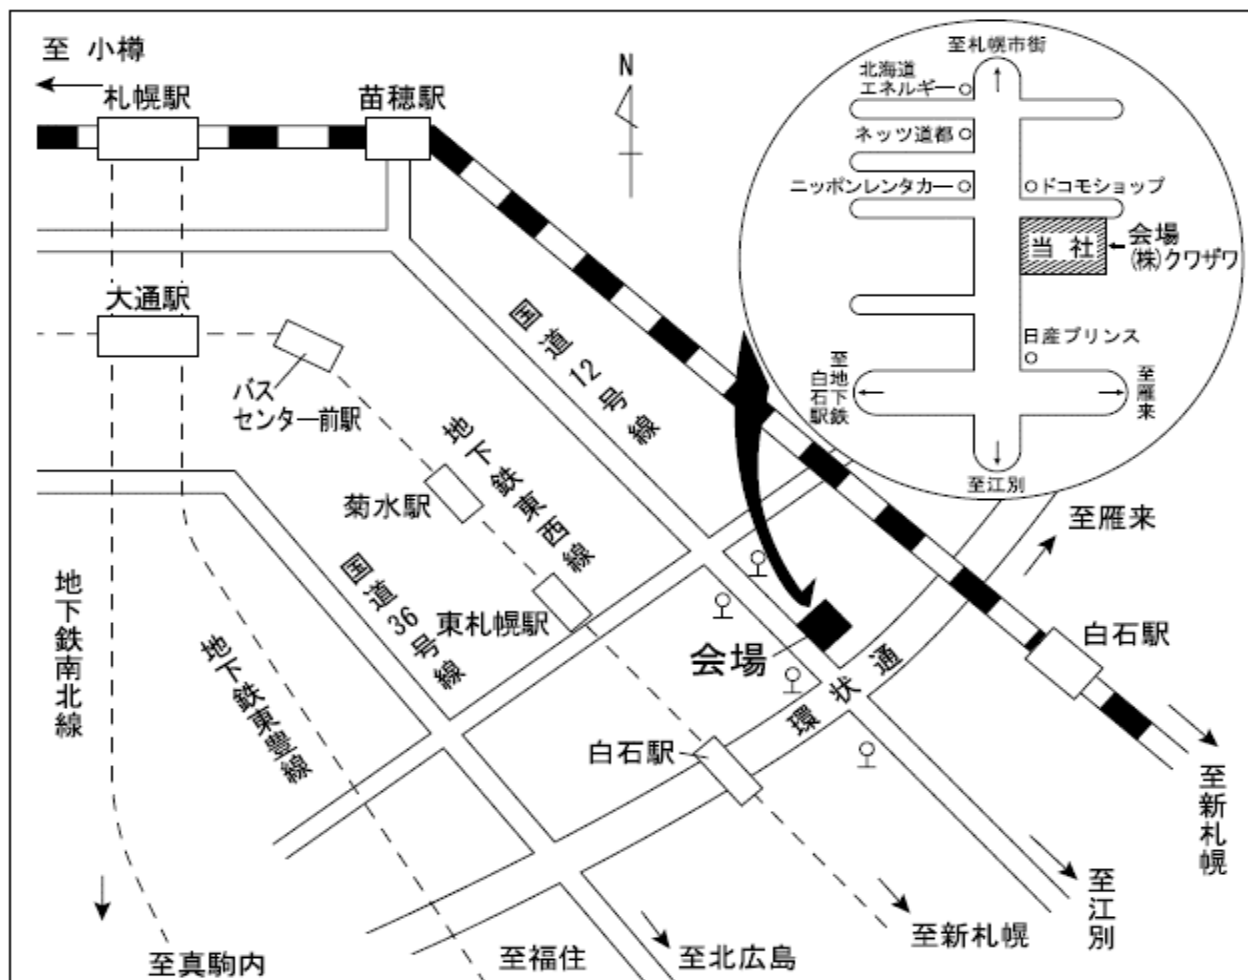 至 小樽
札幌駅
苗穂駅
N
至札幌市街
北海道
エネルギー
ネッツ道都
ニッポンレンタカー
ドコモショップ
当 社
会場
(株)クワザワ
日産プリンス
至地下鉄
白石駅
至雁来
至江別
大通駅
バス
センター前駅
国道12号線
地下鉄東西線
菊水駅
国道36号線
東札幌駅
至雁来
地下鉄南北線
地下鉄東豊線
会場
環状通
白石駅
白石駅
至新札幌
至江別
至新札幌
至北広島
至福住
至真駒内